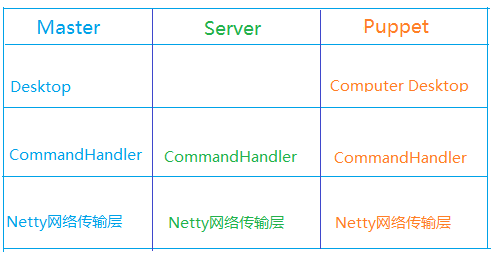 Master Server Puppet
Desktop Computer Desktop
CommandHandler CommandHandler CommandHandler
Netty网络传输层 Netty网络传输层 Netty网络传输层